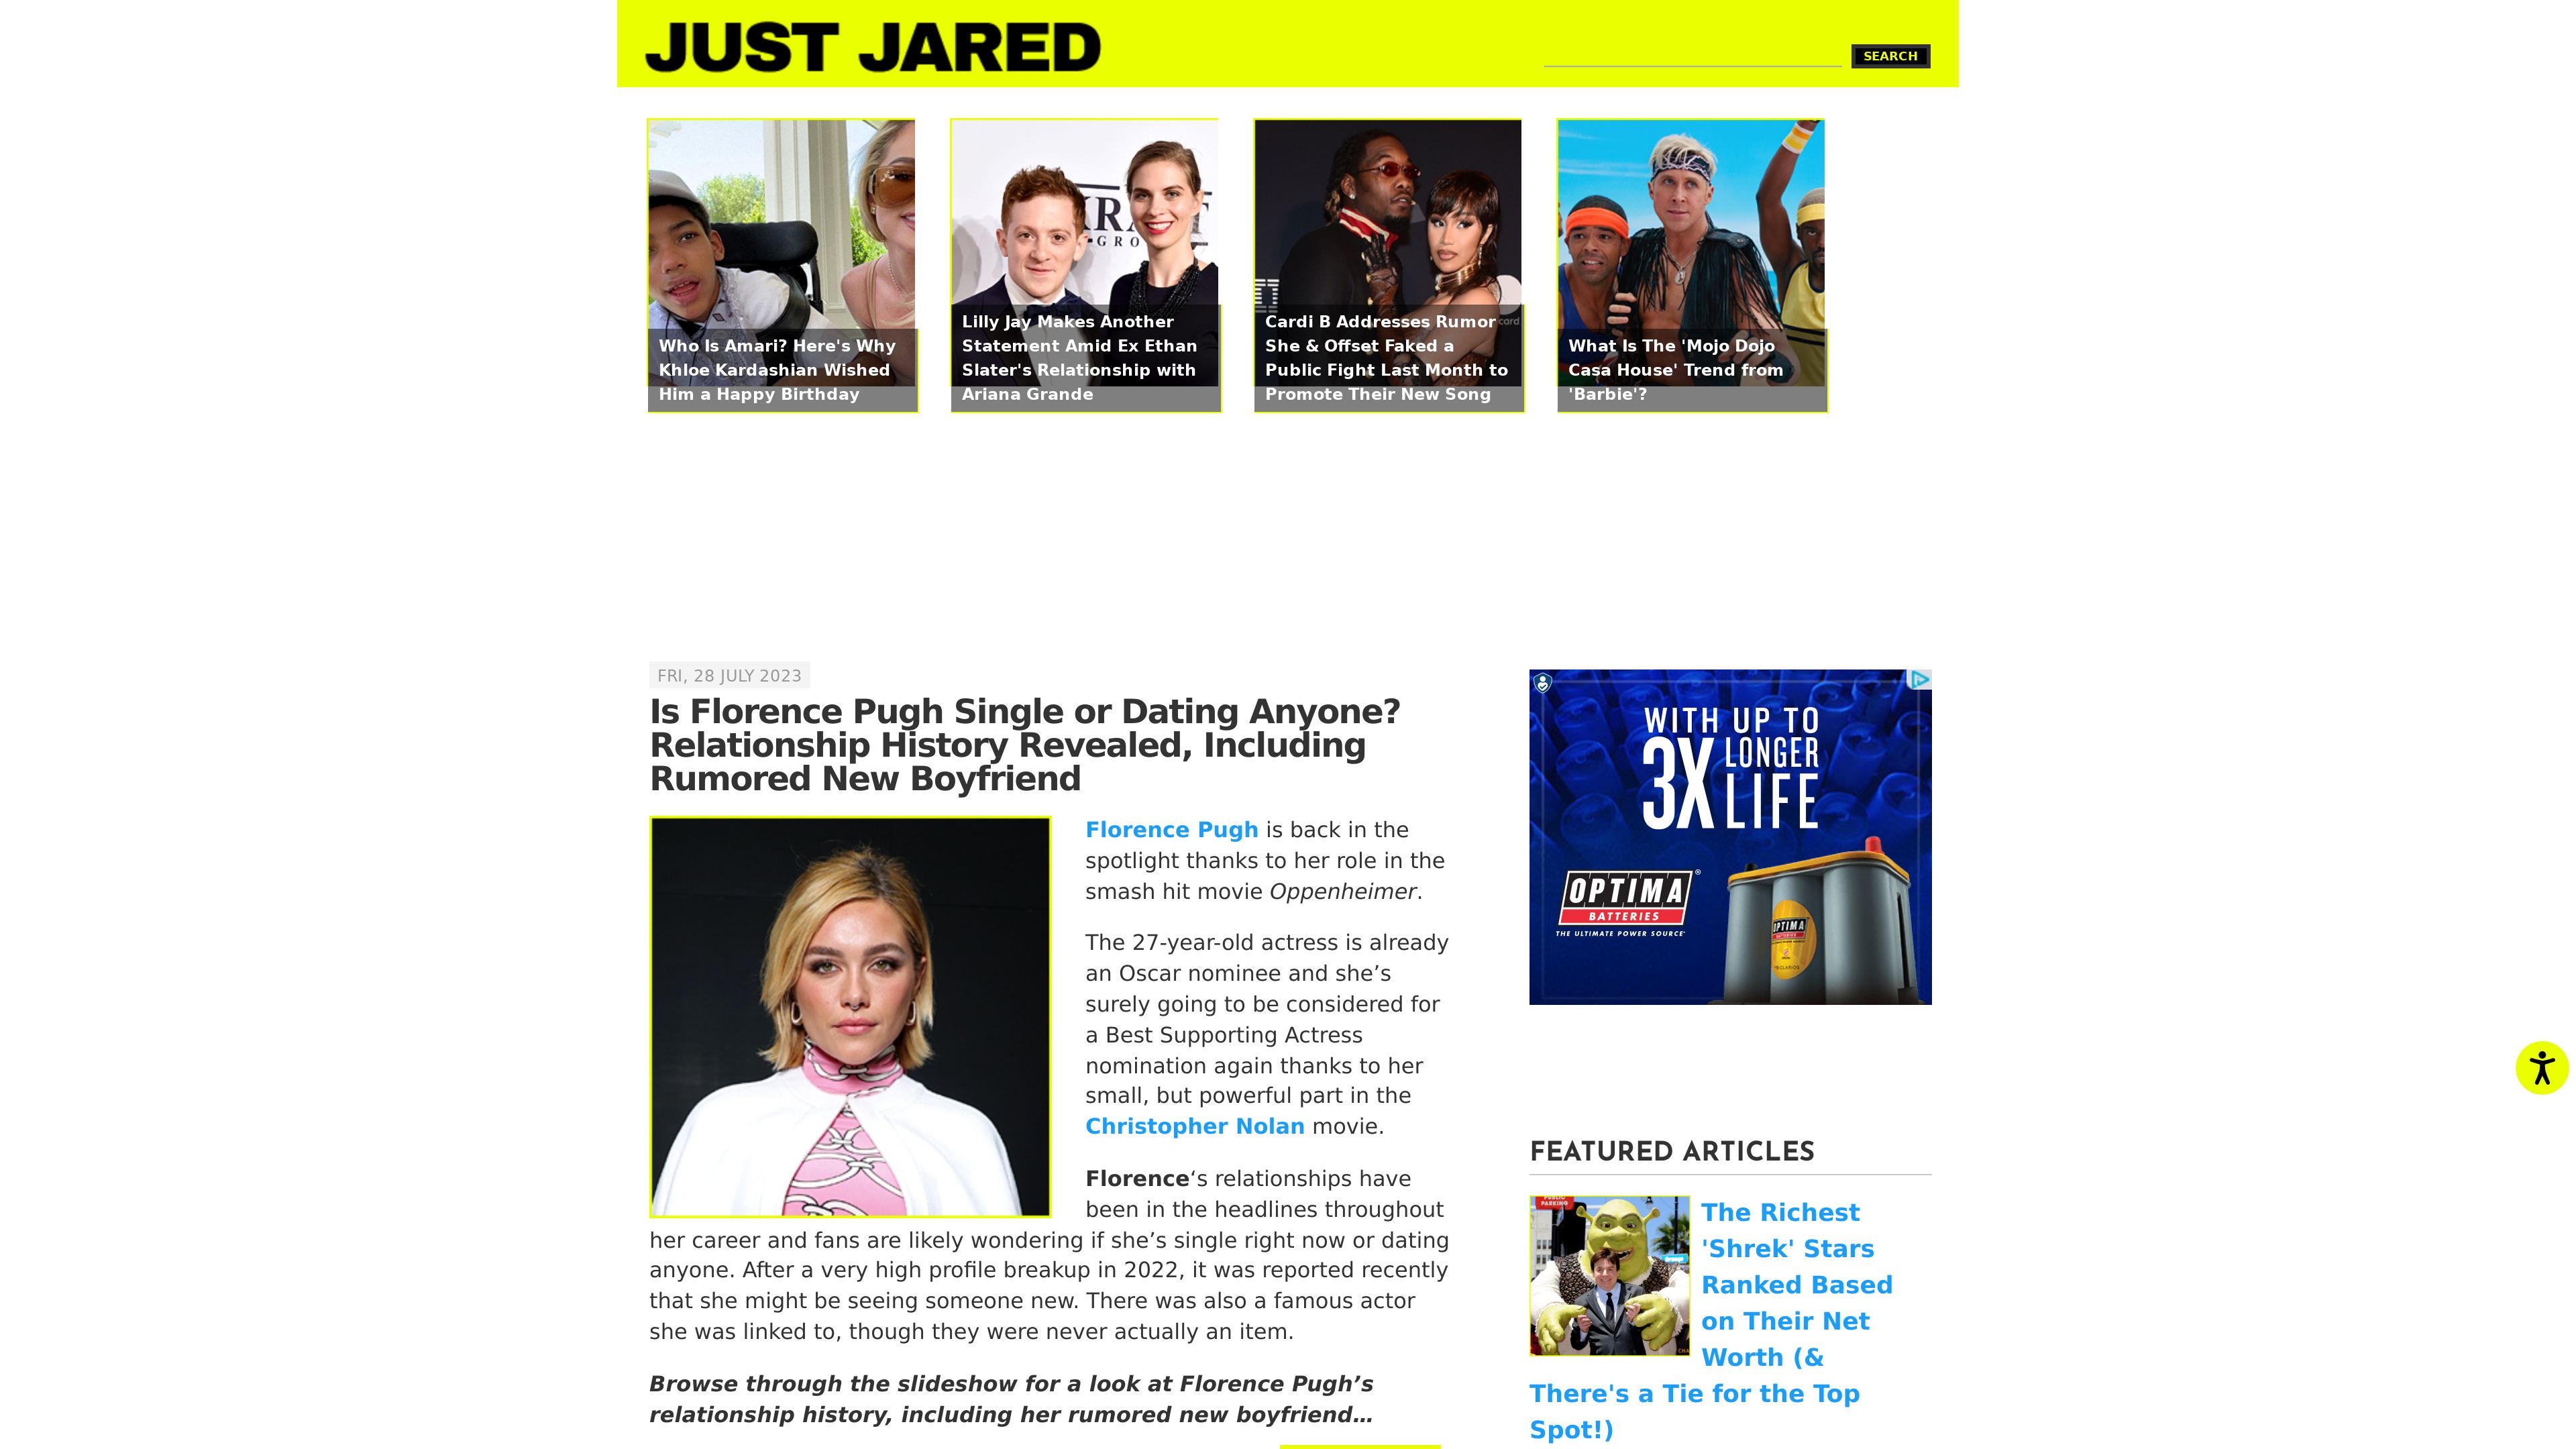 JUST JARED
SEARCH
Who Is Amari? Here's Why
Khloe Kardashian Wished
Him a Happy Birthday
Lilly Jay Makes Another
Statement Amid Ex Ethan
Slater's Relationship with
Ariana Grande
Cardi B Addresses Rumor
She & Offset Faked a
Public Fight Last Month to
Promote Their New Song
card
What Is The 'Mojo Dojo
Casa House' Trend from
'Barbie'?
FRI, 28 JULY 2023
Is Florence Pugh Single or Dating Anyone?
Relationship History Revealed, Including
Rumored New Boyfriend
Florence Pugh is back in the
spotlight thanks to her role in the
smash hit movie Oppenheimer.
The 27-year-old actress is already
an Oscar nominee and she’s
surely going to be considered for
a Best Supporting Actress
nomination again thanks to her
small, but powerful part in the
Christopher Nolan movie.
Florence‘s relationships have
been in the headlines throughout
her career and fans are likely wondering if she’s single right now or dating
anyone. After a very high profile breakup in 2022, it was reported recently
that she might be seeing someone new. There was also a famous actor
she was linked to, though they were never actually an item.
Browse through the slideshow for a look at Florence Pugh’s
relationship history, including her rumored new boyfriend…
WITH UP TO
3X LONGER
LIFE
OPTIMA®
BATTERIES
THE ULTIMATE POWER SOURCE
OPTIMA
FEATURED ARTICLES
PARKING
The Richest
'Shrek' Stars
Ranked Based
on Their Net
Worth (&
There's a Tie for the Top
Spot!)